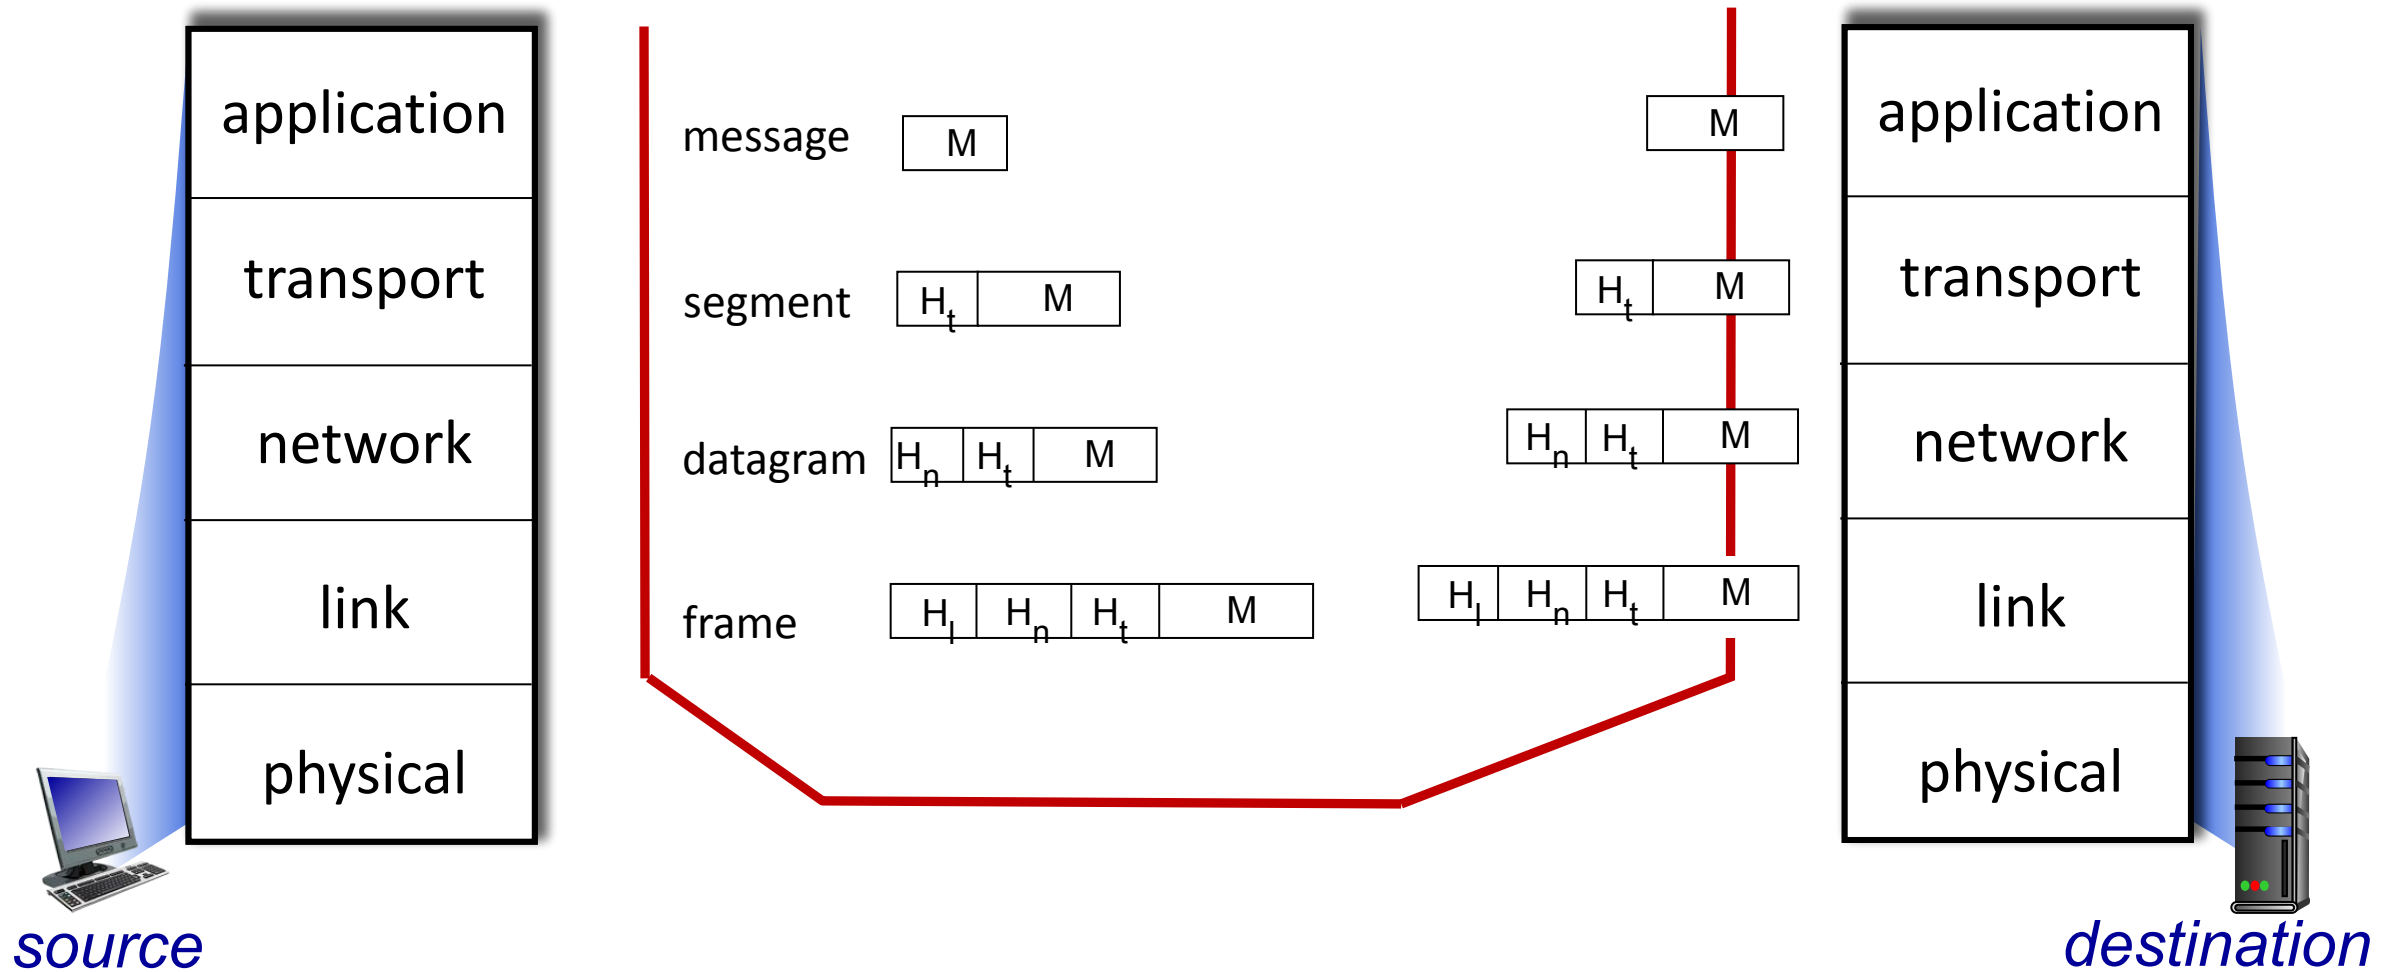 application
transport
network
link
physical
source
message M
segment Ht M
datagram Hn Ht M
frame Hl Hn Ht M
M
Ht M
Hn Ht M
Hl Hn Ht M
application
transport
network
link
physical
destination